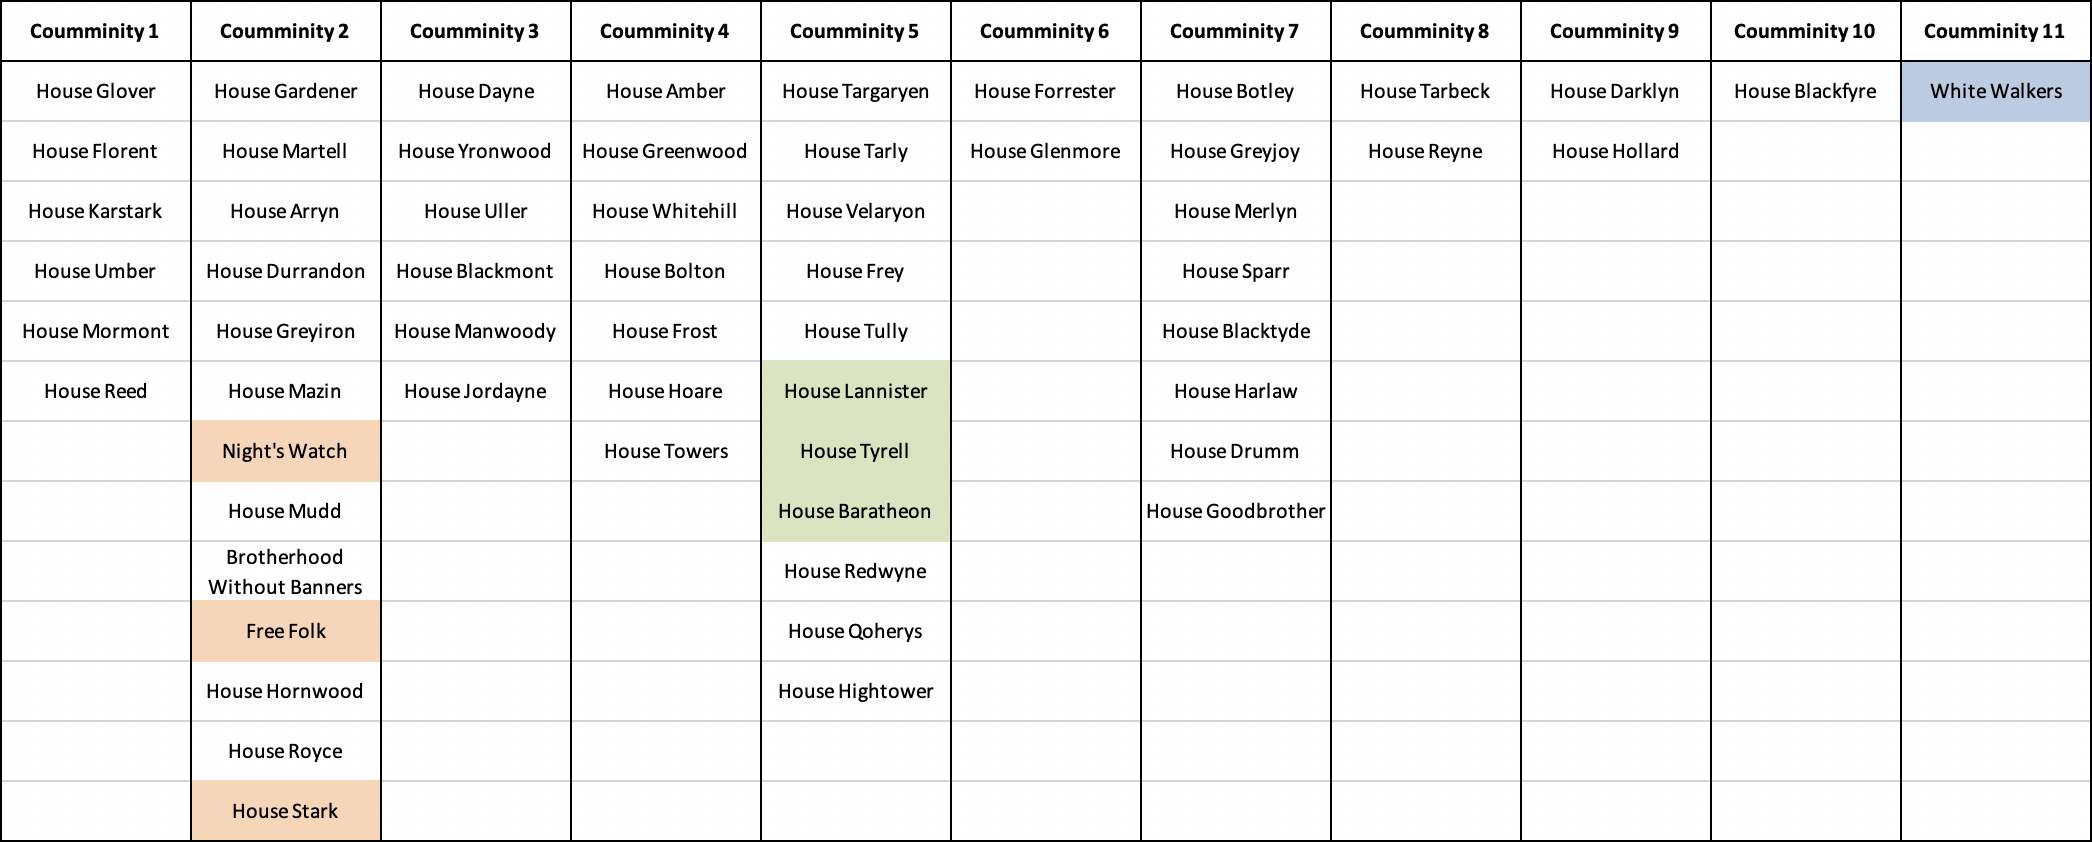 Coumminity 1 Coumminity 2 Coumminity 3 Coumminity 4 Coumminity 5 Coumminity 6 Coumminity 7 Coumminity 8 Coumminity 9 Coumminity 10 Coumminity 11
House Glover House Gardener House Dayne House Amber House Targaryen House Forrester House Botley House Tarbeck House Darklyn House Blackfyre White Walkers
House Florent House Martell House Yronwood House Greenwood House Tarly House Glenmore House Greyjoy House Reyne House Hollard
House Karstark House Arryn House Uller House Whitehill House Velaryon House Merlyn
House Umber House Durrandon House Blackmont House Bolton House Frey House Sparr
House Mormont House Greyiron House Manwoody House Frost House Tully House Blacktyde
House Reed House Mazin House Jordayne House Hoare House Lannister House Harlaw
Night's Watch House Towers House Tyrell House Drumm
House Mudd House Baratheon House Goodbrother
Brotherhood
Without Banners House Redwyne
Free Folk House Qoherys
House Hornwood House Hightower
House Royce
House Stark